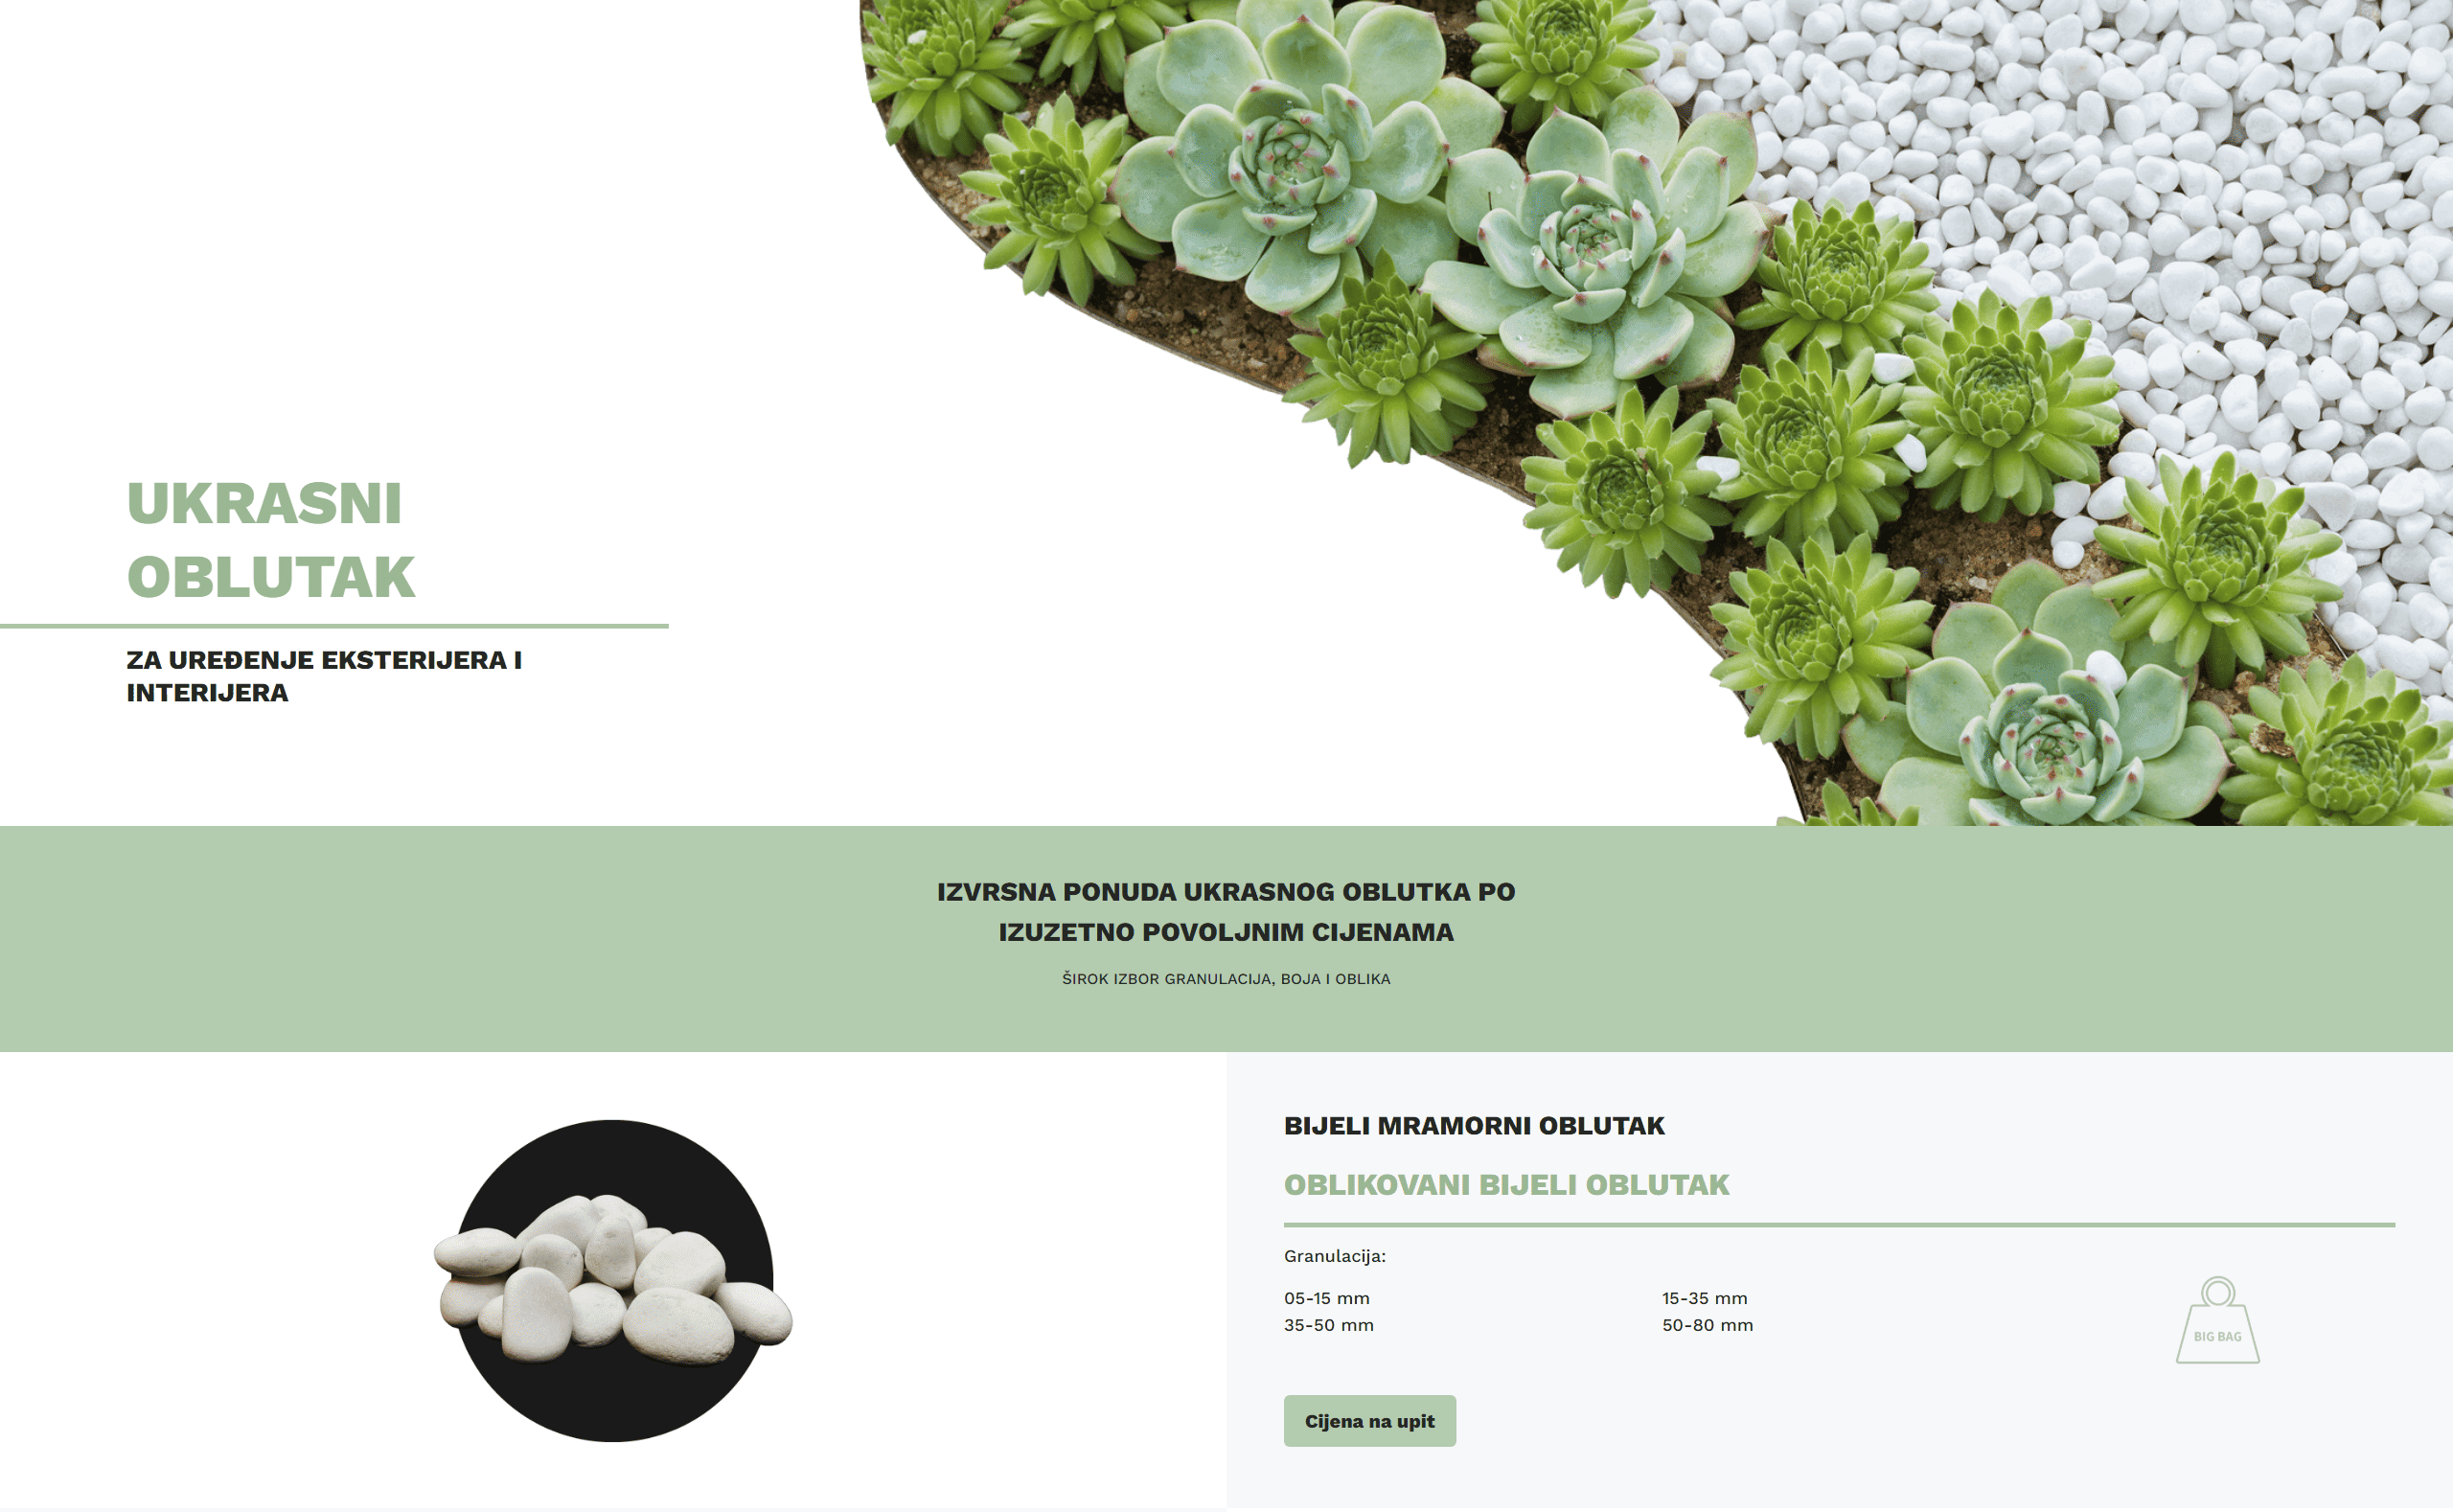 UKRASNI
OBLUTAK
ZA UREĐENJE EKSTERIJERA I
INTERIJERA
IZVRSNA PONUDA UKRASNOG OBLUTKA PO
IZUZETNO POVOLJNIM CIJENAMA
ŠIROK IZBOR GRANULACIJA, BOJA I OBLIKA
BIJELI MRAMORNI OBLUTAK
OBLIKOVANI BIJELI OBLUTAK
Granulacija:
05-15 mm
15-35 mm
35-50 mm
50-80 mm
BIG BAG
Cijena na upit